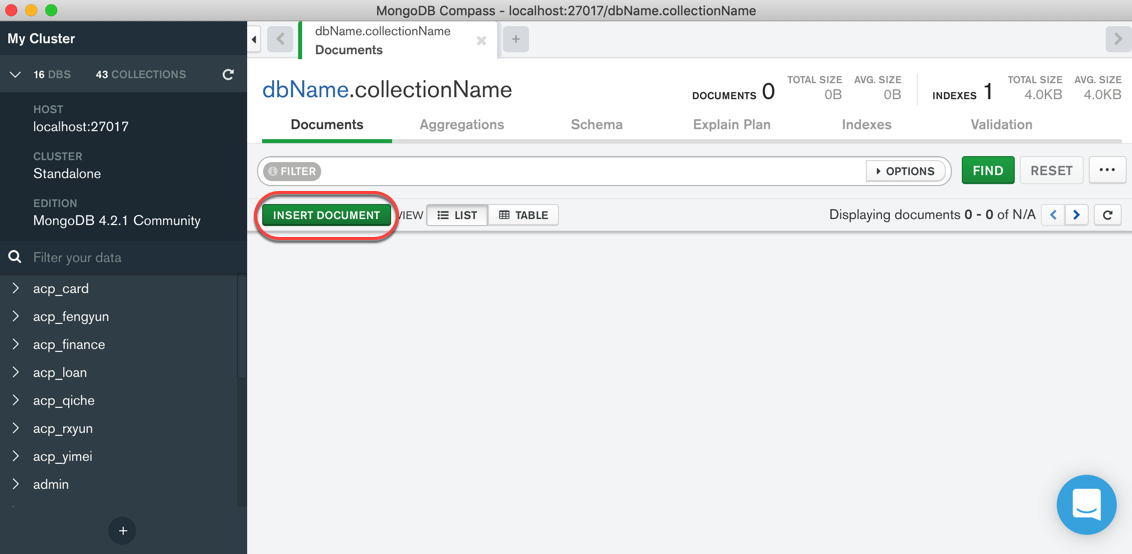 MongoDB Compass - localhost:27017/dbName.collectionName
My Cluster
16 DBS 43 COLLECTIONS
HOST
localhost:27017
CLUSTER
Standalone
EDITION
MongoDB 4.2.1 Community
Filter your data
acp_card
acp_fengyun
acp_finance
acp_loan
acp_qiche
acp_rxyun
acp_yimei
admin
+
dbName.collectionName
Documents
+
dbName.collectionName
DOCUMENTS 0 TOTAL SIZE 0B AVG. SIZE 0B
INDEXES 1 TOTAL SIZE 4.0KB AVG. SIZE 4.0KB
Documents Aggregations Schema Explain Plan Indexes Validation
FILTER OPTIONS FIND RESET ...
INSERT DOCUMENT VIEW LIST TABLE Displaying documents 0 - 0 of N/A